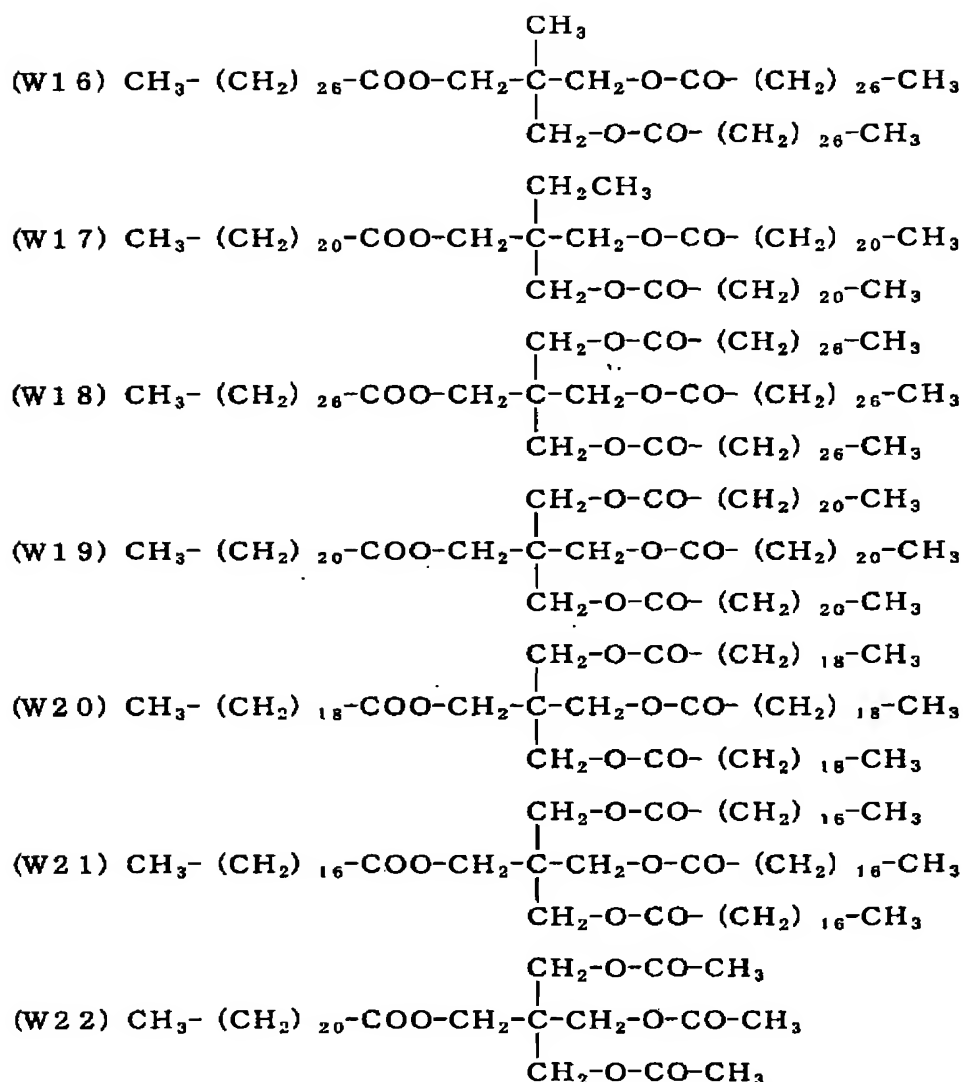 CH₃
(W16) CH₃- (CH₂) ₂₆-COO-CH₂-C-CH₂-O-CO- (CH₂) ₂₆-CH₃
CH₂-O-CO- (CH₂) ₂₆-CH₃
CH₂CH₃
(W17) CH₃- (CH₂) ₂₀-COO-CH₂-C-CH₂-O-CO- (CH₂) ₂₀-CH₃
CH₂-O-CO- (CH₂) ₂₀-CH₃
CH₂-O-CO- (CH₂) ₂₆-CH₃
(W18) CH₃- (CH₂) ₂₆-COO-CH₂-C-CH₂-O-CO- (CH₂) ₂₆-CH₃
CH₂-O-CO- (CH₂) ₂₆-CH₃
CH₂-O-CO- (CH₂) ₂₀-CH₃
(W19) CH₃- (CH₂) ₂₀-COO-CH₂-C-CH₂-O-CO- (CH₂) ₂₀-CH₃
CH₂-O-CO- (CH₂) ₂₀-CH₃
CH₂-O-CO- (CH₂) ₁₈-CH₃
(W20) CH₃- (CH₂) ₁₈-COO-CH₂-C-CH₂-O-CO- (CH₂) ₁₈-CH₃
CH₂-O-CO- (CH₂) ₁₈-CH₃
CH₂-O-CO- (CH₂) ₁₆-CH₃
(W21) CH₃- (CH₂) ₁₆-COO-CH₂-C-CH₂-O-CO- (CH₂) ₁₆-CH₃
CH₂-O-CO- (CH₂) ₁₆-CH₃
CH₂-O-CO-CH₃
(W22) CH₃- (CH₂) ₂₀-COO-CH₂-C-CH₂-O-CO-CH₃
CH₂-O-CO-CH₃